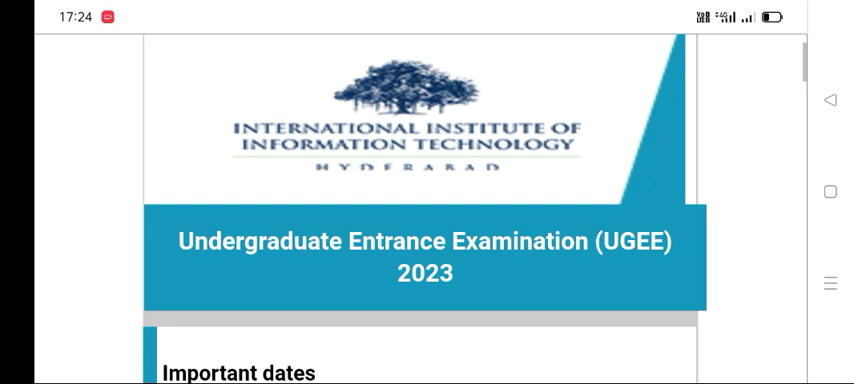 17:24
INTERNATIONAL INSTITUTE OF
INFORMATION TECHNOLOGY
HYDERABAD
Undergraduate Entrance Examination (UGEE)
2023
Important dates